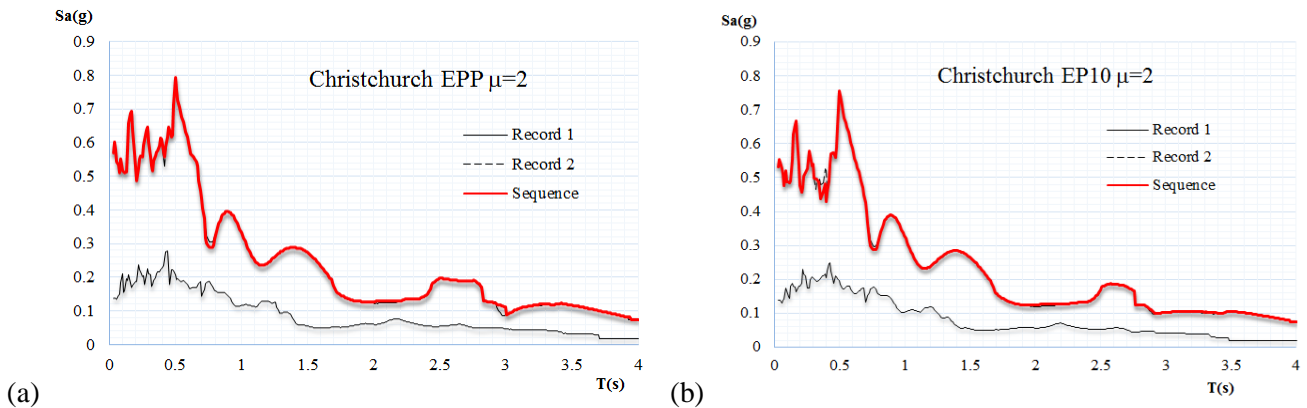 Sa(g)
0.9
0.8
0.7
0.6
0.5
0.4
0.3
0.2
0.1
0
Christchurch EPP μ=2
Record 1
Record 2
Sequence
0 0.5 1 1.5 2 2.5 3 3.5 4
T(s)
(a)
Sa(g)
0.9
0.8
0.7
0.6
0.5
0.4
0.3
0.2
0.1
0
Christchurch EP10 μ=2
Record 1
Record 2
Sequence
0 0.5 1 1.5 2 2.5 3 3.5 4
T(s)
(b)